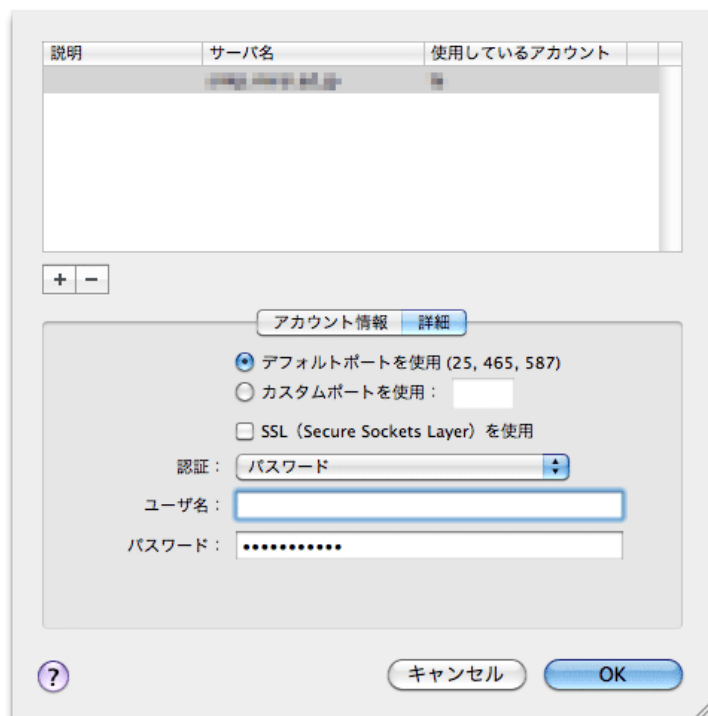 説明 サーバ名 使用しているアカウント
+ −
アカウント情報 詳細
デフォルトポートを使用 (25, 465, 587)
カスタムポートを使用：
SSL（Secure Sockets Layer）を使用
認証： パスワード
ユーザ名：
パスワード： •••••••••••
? キャンセル OK